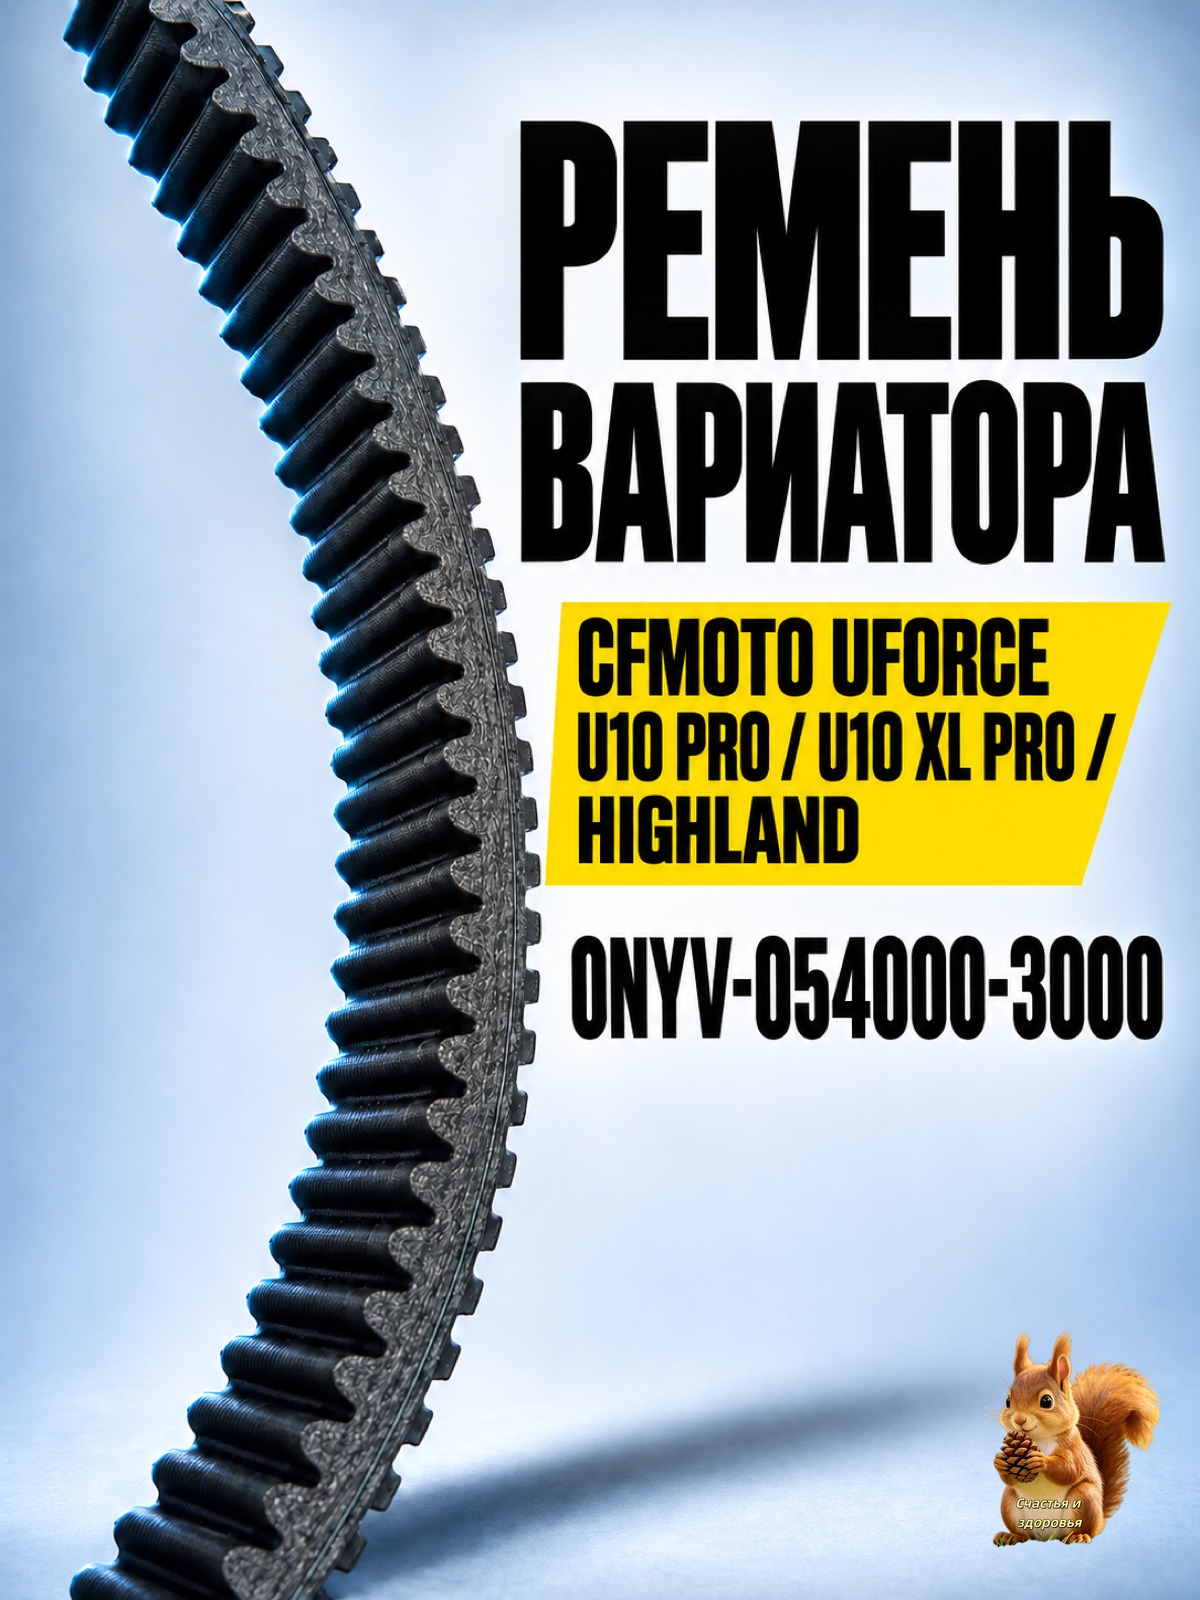 РЕМЕНЬ
ВАРИАТОРА
CFMOTO UFORCE
U10 PRO / U10 XL PRO /
HIGHLAND
0NYV-054000-3000
Счастья и
здоровья